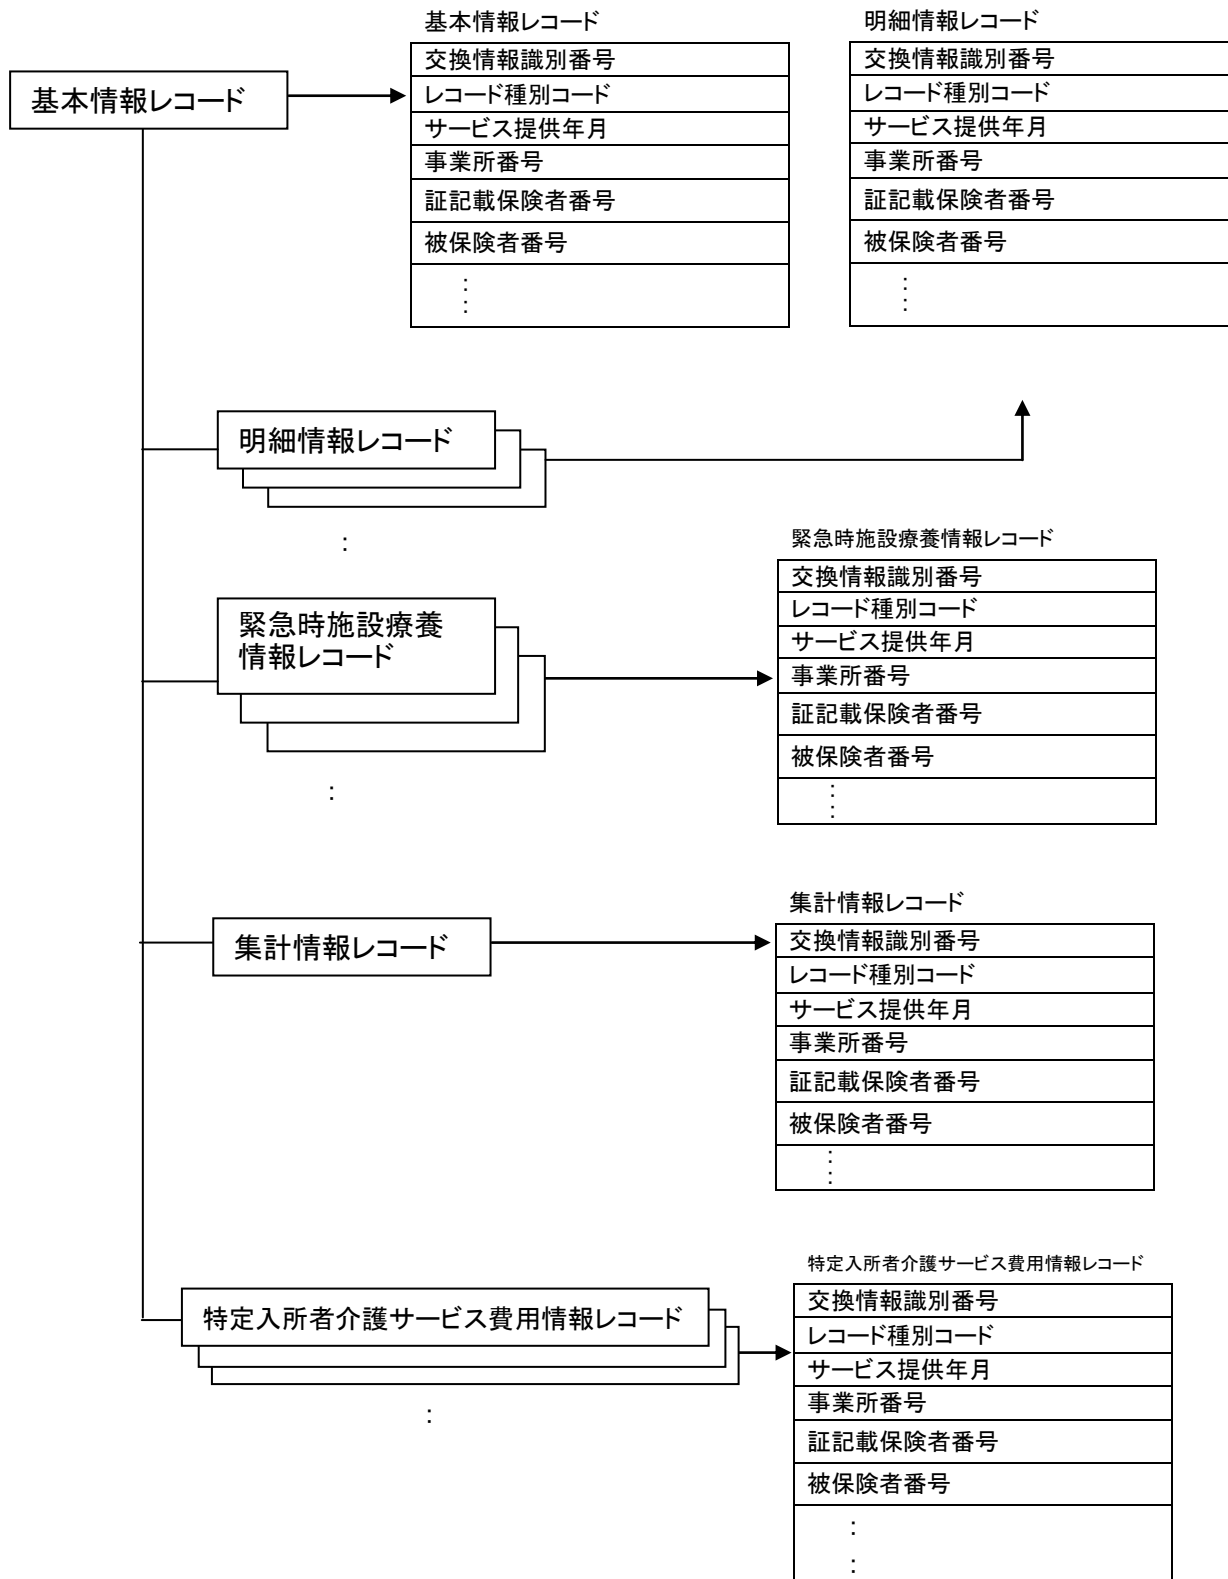 基本情報レコード
基本情報レコード
交換情報識別番号
レコード種別コード
サービス提供年月
事業所番号
証記載保険者番号
被保険者番号
:
:
明細情報レコード
交換情報識別番号
レコード種別コード
サービス提供年月
事業所番号
証記載保険者番号
被保険者番号
:
:
明細情報レコード
:
緊急時施設療養
情報レコード
:
緊急時施設療養情報レコード
交換情報識別番号
レコード種別コード
サービス提供年月
事業所番号
証記載保険者番号
被保険者番号
:
:
集計情報レコード
集計情報レコード
交換情報識別番号
レコード種別コード
サービス提供年月
事業所番号
証記載保険者番号
被保険者番号
:
:
特定入所者介護サービス費用情報レコード
:
特定入所者介護サービス費用情報レコード
交換情報識別番号
レコード種別コード
サービス提供年月
事業所番号
証記載保険者番号
被保険者番号
:
: